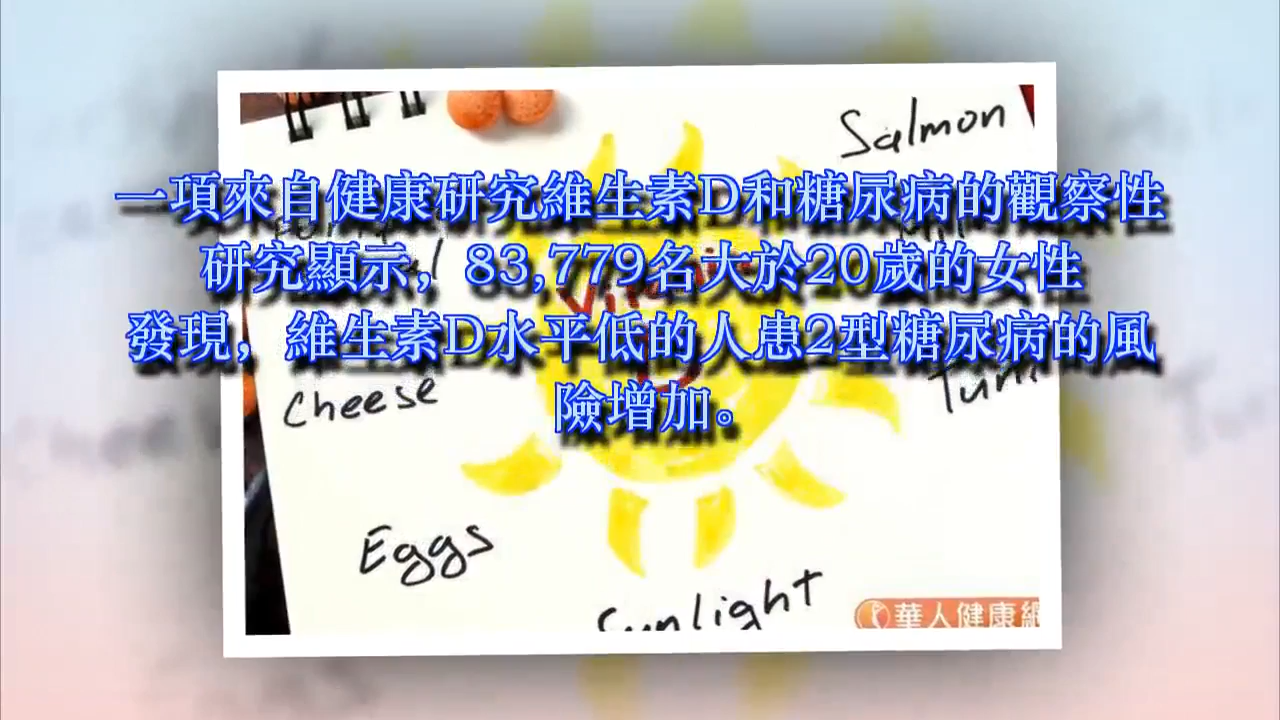 Salmon
一項來自健康研究維生素D和糖尿病的觀察性
研究顯示，83,779名大於20歲的女性
發現，維生素D水平低的人患2型糖尿病的風
險增加。
Cheese
Eggs
Sunlight
華人健康網